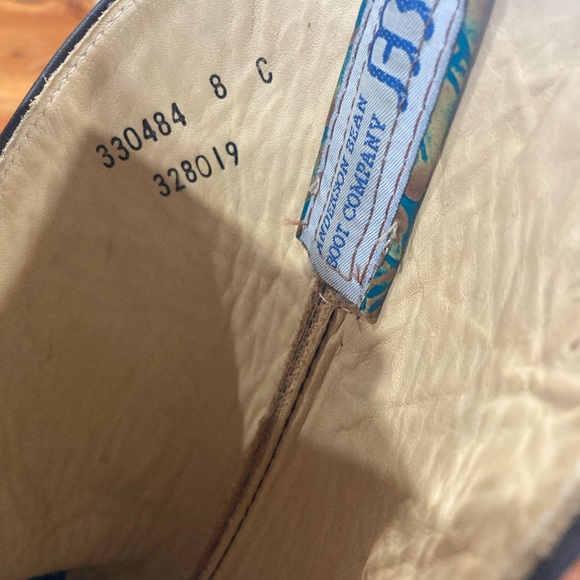 330484 8 C
328019
ANDERSON BEAN
BOOT COMPANY